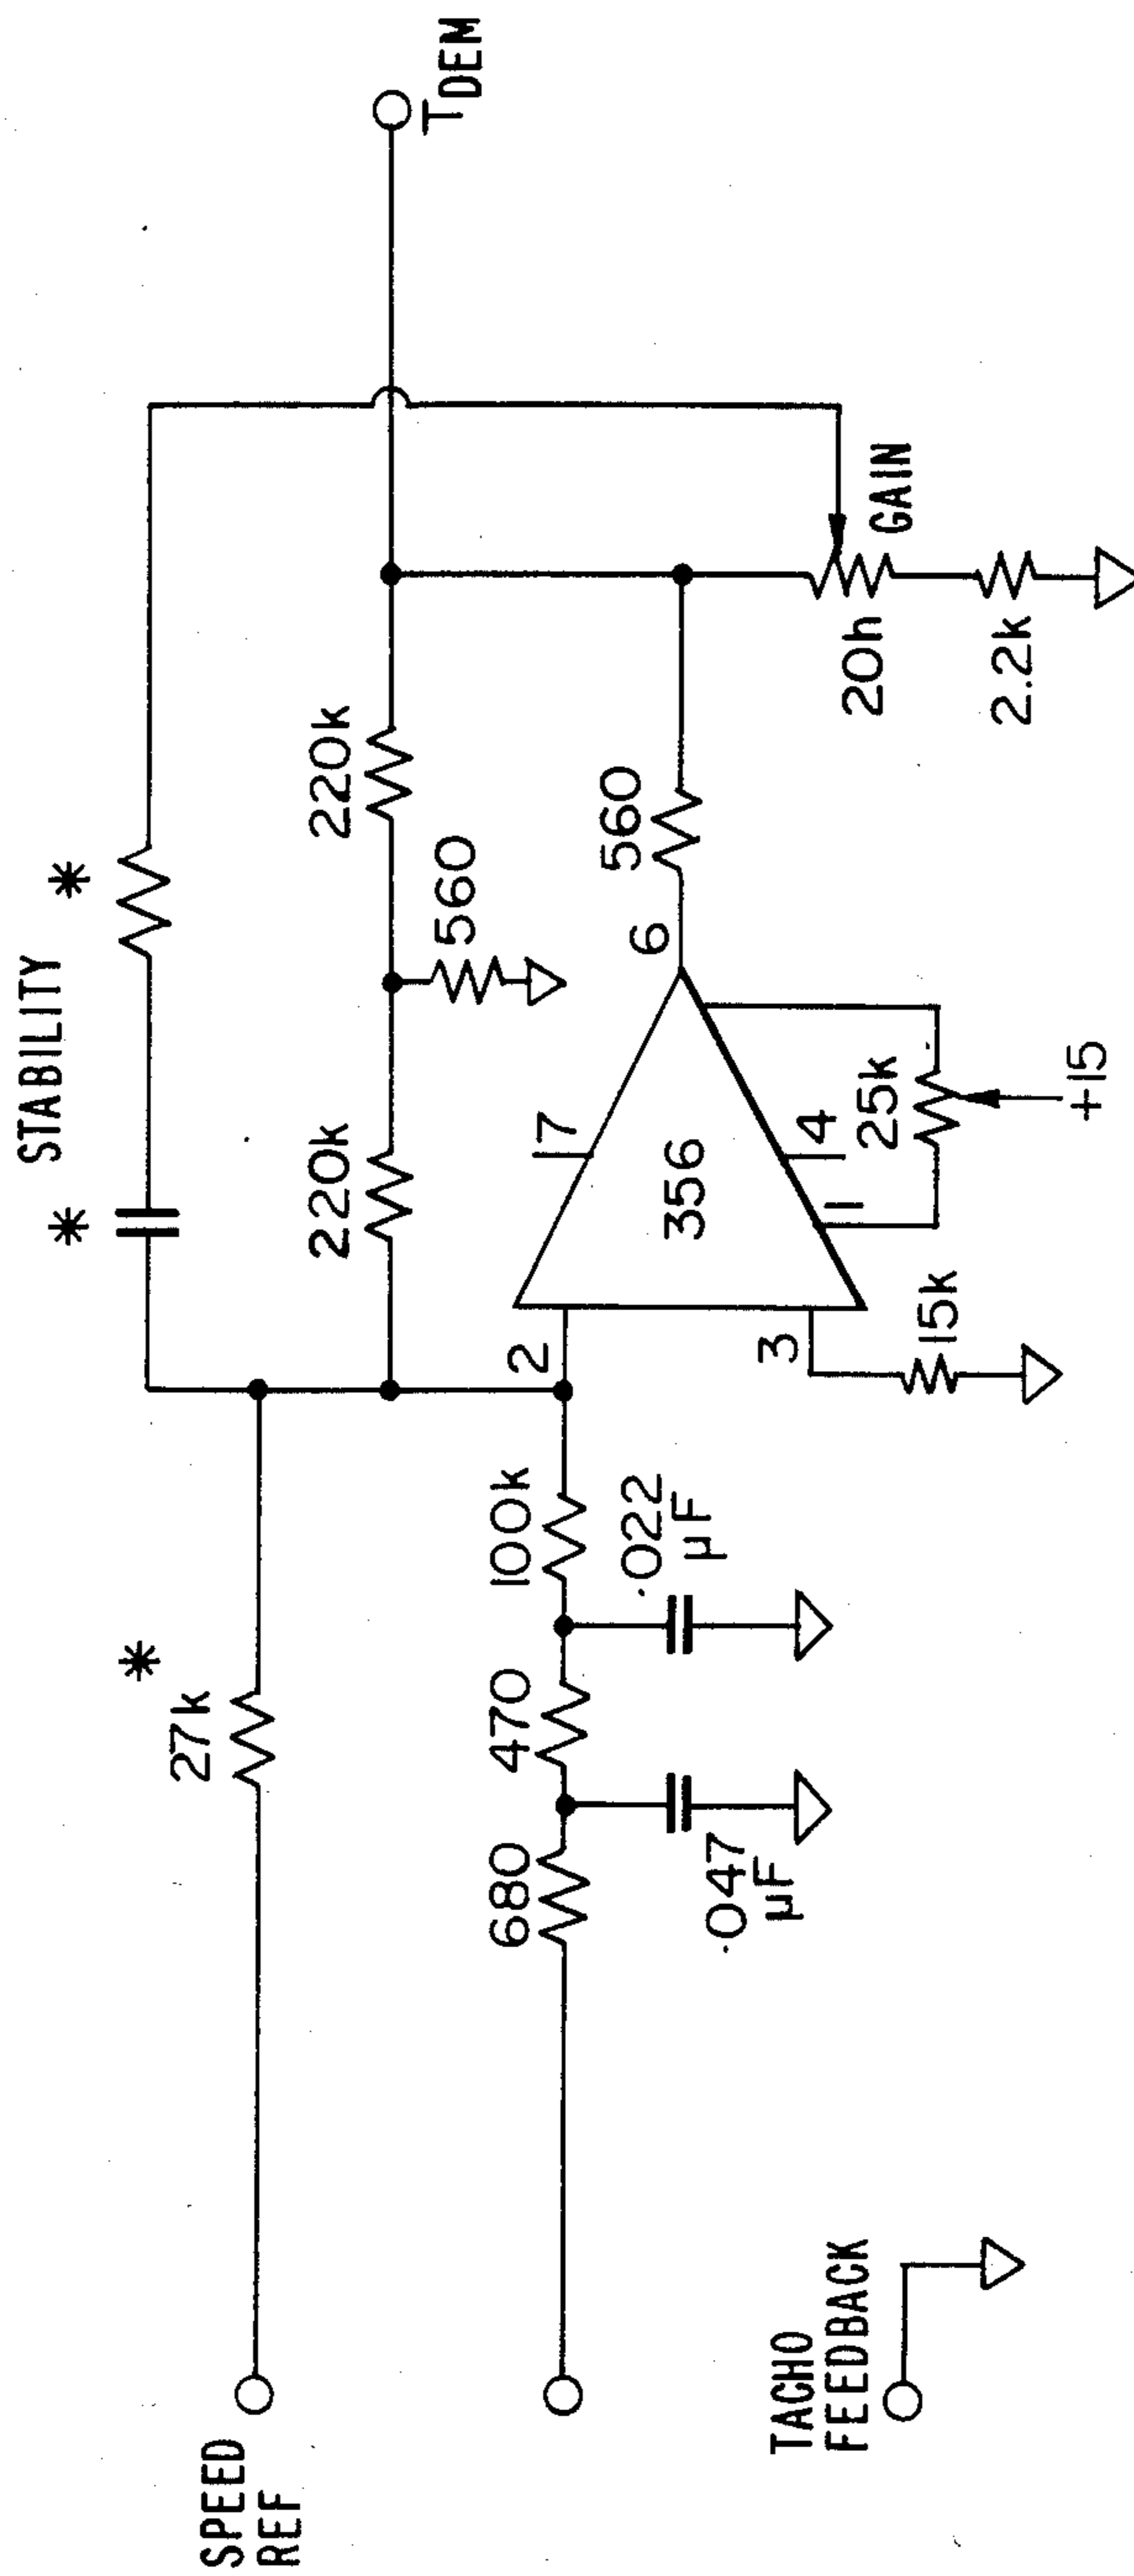 STABILITY
*
*
T DEM
220k
220k
560
27k
*
SPEED
REF
680
470
100k
.047
µF
.022
µF
2
3
7
356
6
4
1
560
15k
25k
+15
20h
GAIN
2.2k
TACHO
FEEDBACK